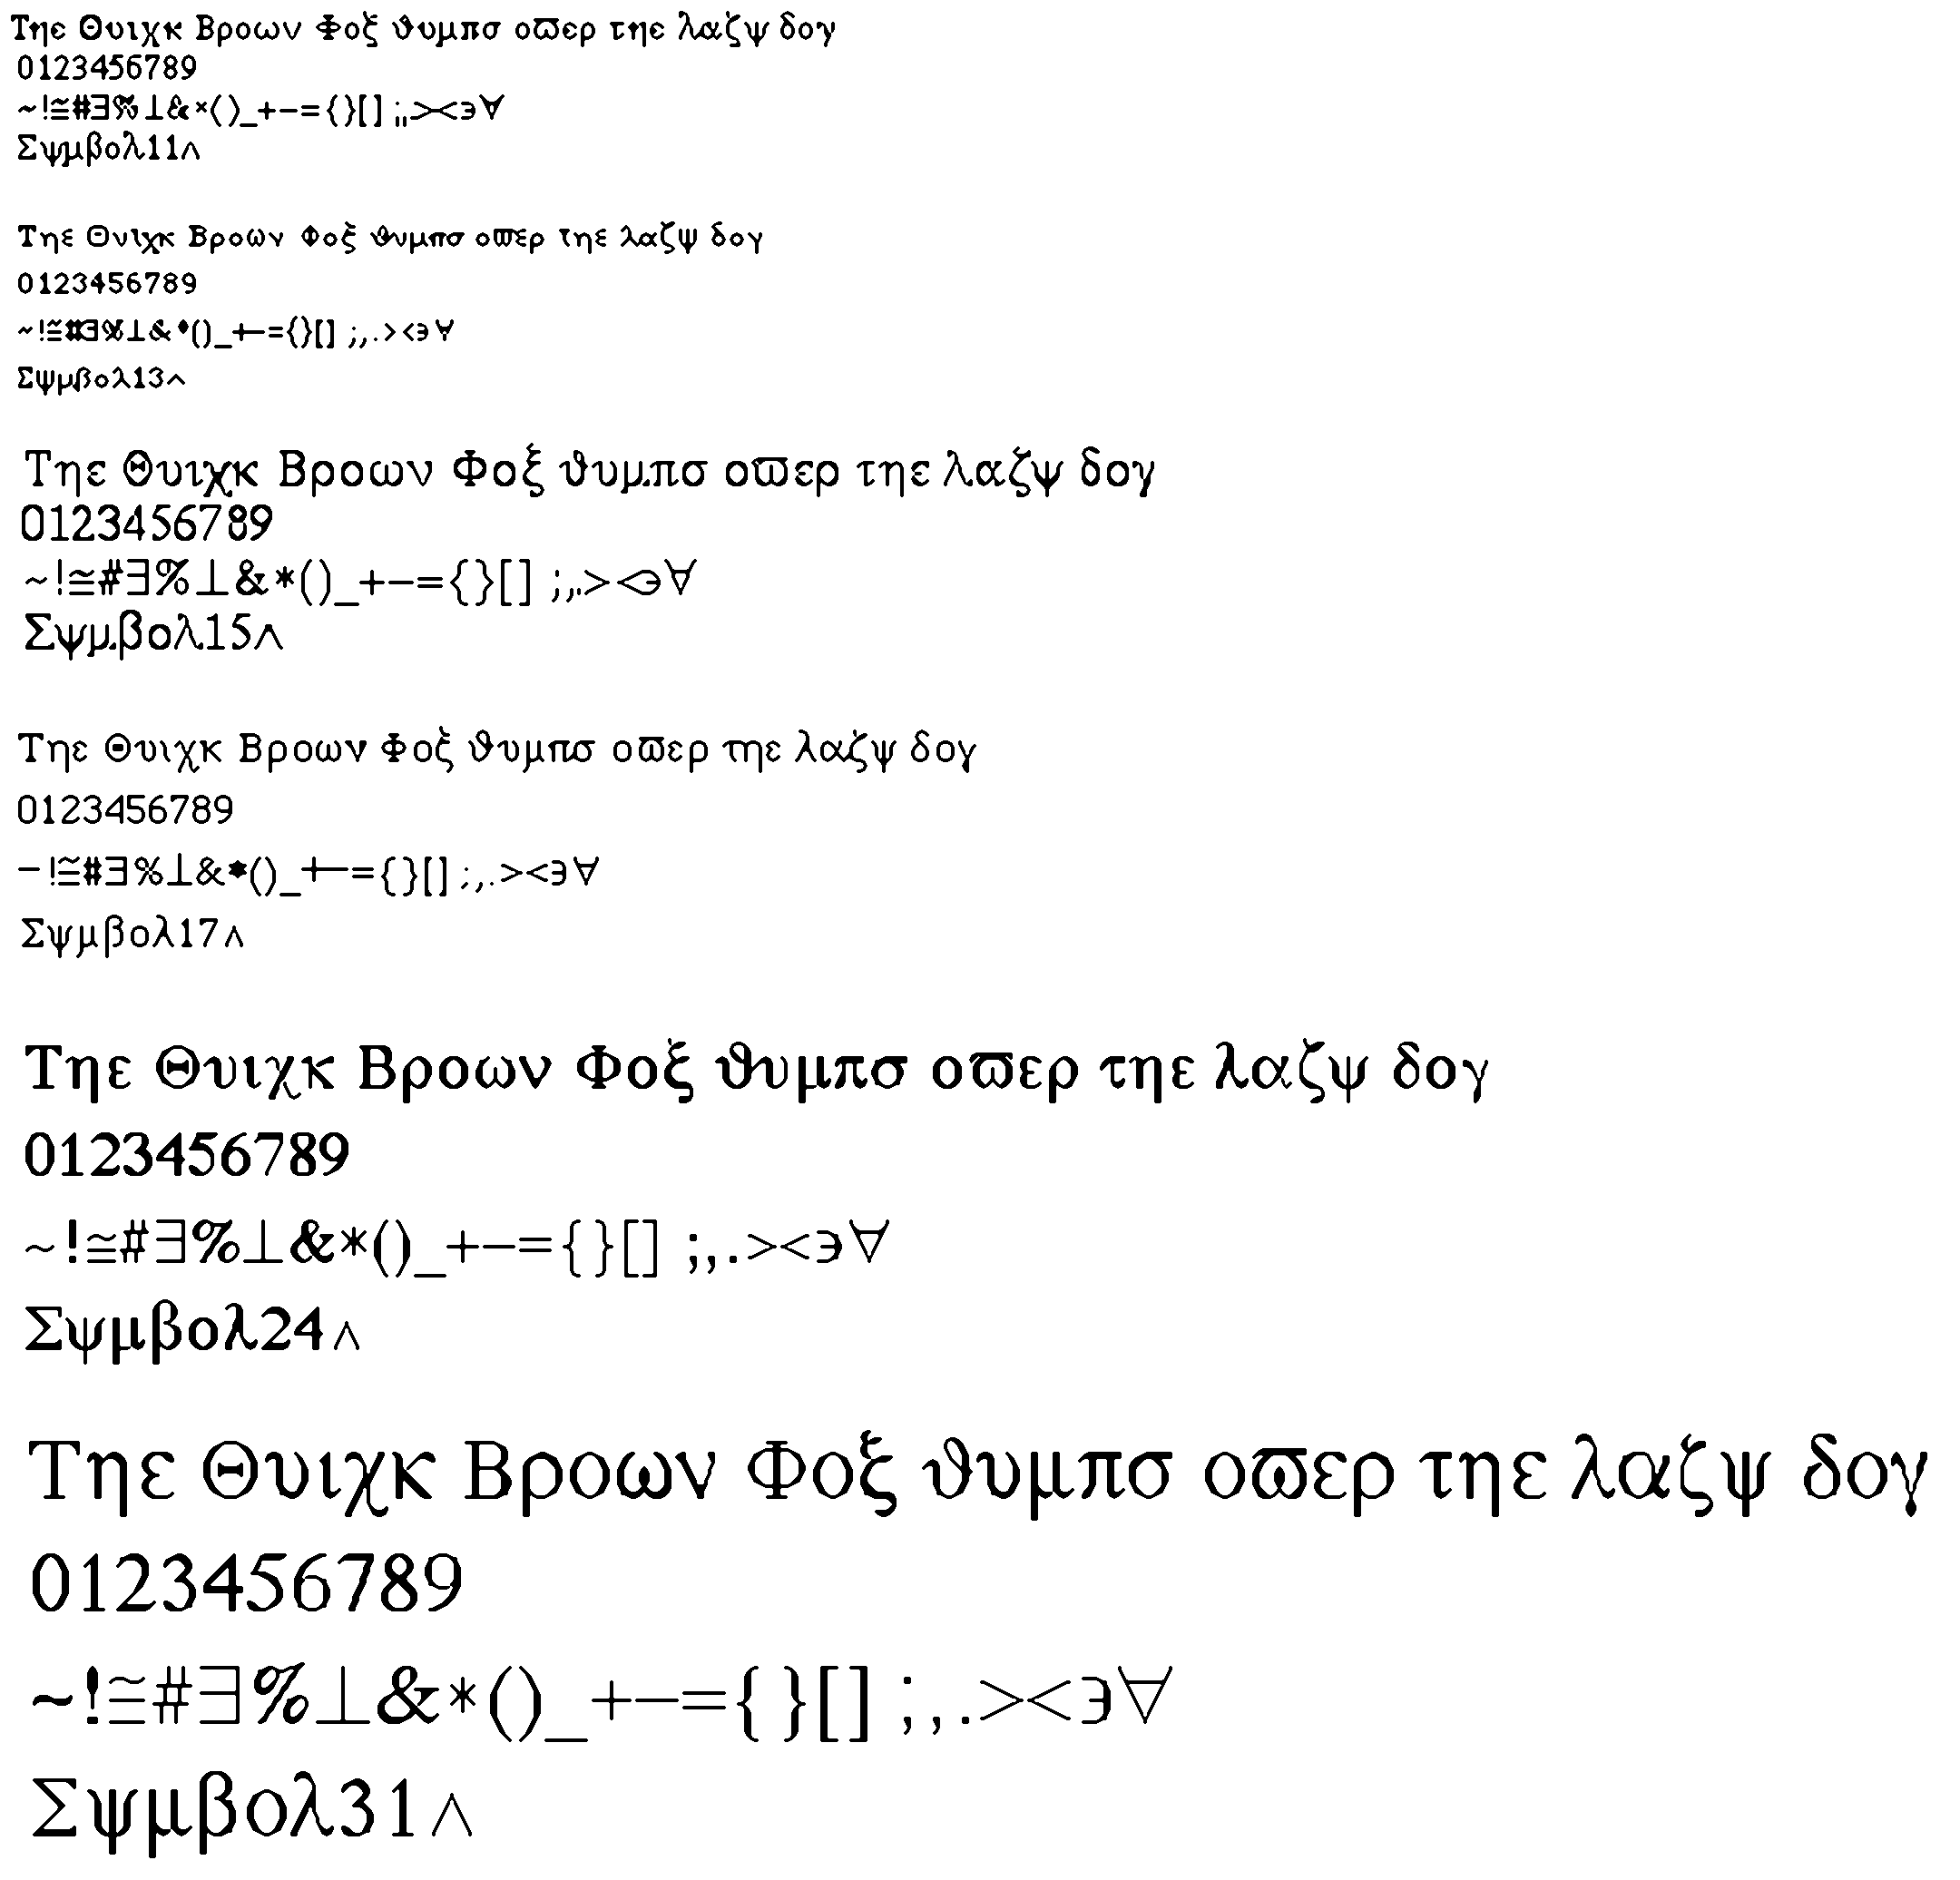 Τηε Θυιχκ Βροων Φοξ ϑυμπσ οϖερ τηε λαζψ δογ
0123456789
~!≅#∃%⊥&*()_+−={}[] ;,.><∍∀
Σψμβολ11∧
Τηε Θυιχκ Βροων Φοξ ϑυμπσ οϖερ τηε λαζψ δογ
0123456789
~!≅#∃%⊥&*()_+−={}[] ;,.><∍∀
Σψμβολ13∧
Τηε Θυιχκ Βροων Φοξ ϑυμπσ οϖερ τηε λαζψ δογ
0123456789
~!≅#∃%⊥&*()_+−={}[] ;,.><∍∀
Σψμβολ15∧
Τηε Θυιχκ Βροων Φοξ ϑυμπσ οϖερ τηε λαζψ δογ
0123456789
~!≅#∃%⊥&*()_+−={}[] ;,.><∍∀
Σψμβολ17∧
Τηε Θυιχκ Βροων Φοξ ϑυμπσ οϖερ τηε λαζψ δογ
0123456789
~!≅#∃%⊥&*()_+−={}[] ;,.><∍∀
Σψμβολ24∧
Τηε Θυιχκ Βροων Φοξ ϑυμπσ οϖερ τηε λαζψ δογ
0123456789
~!≅#∃%⊥&*()_+−={}[] ;,.><∍∀
Σψμβολ31∧